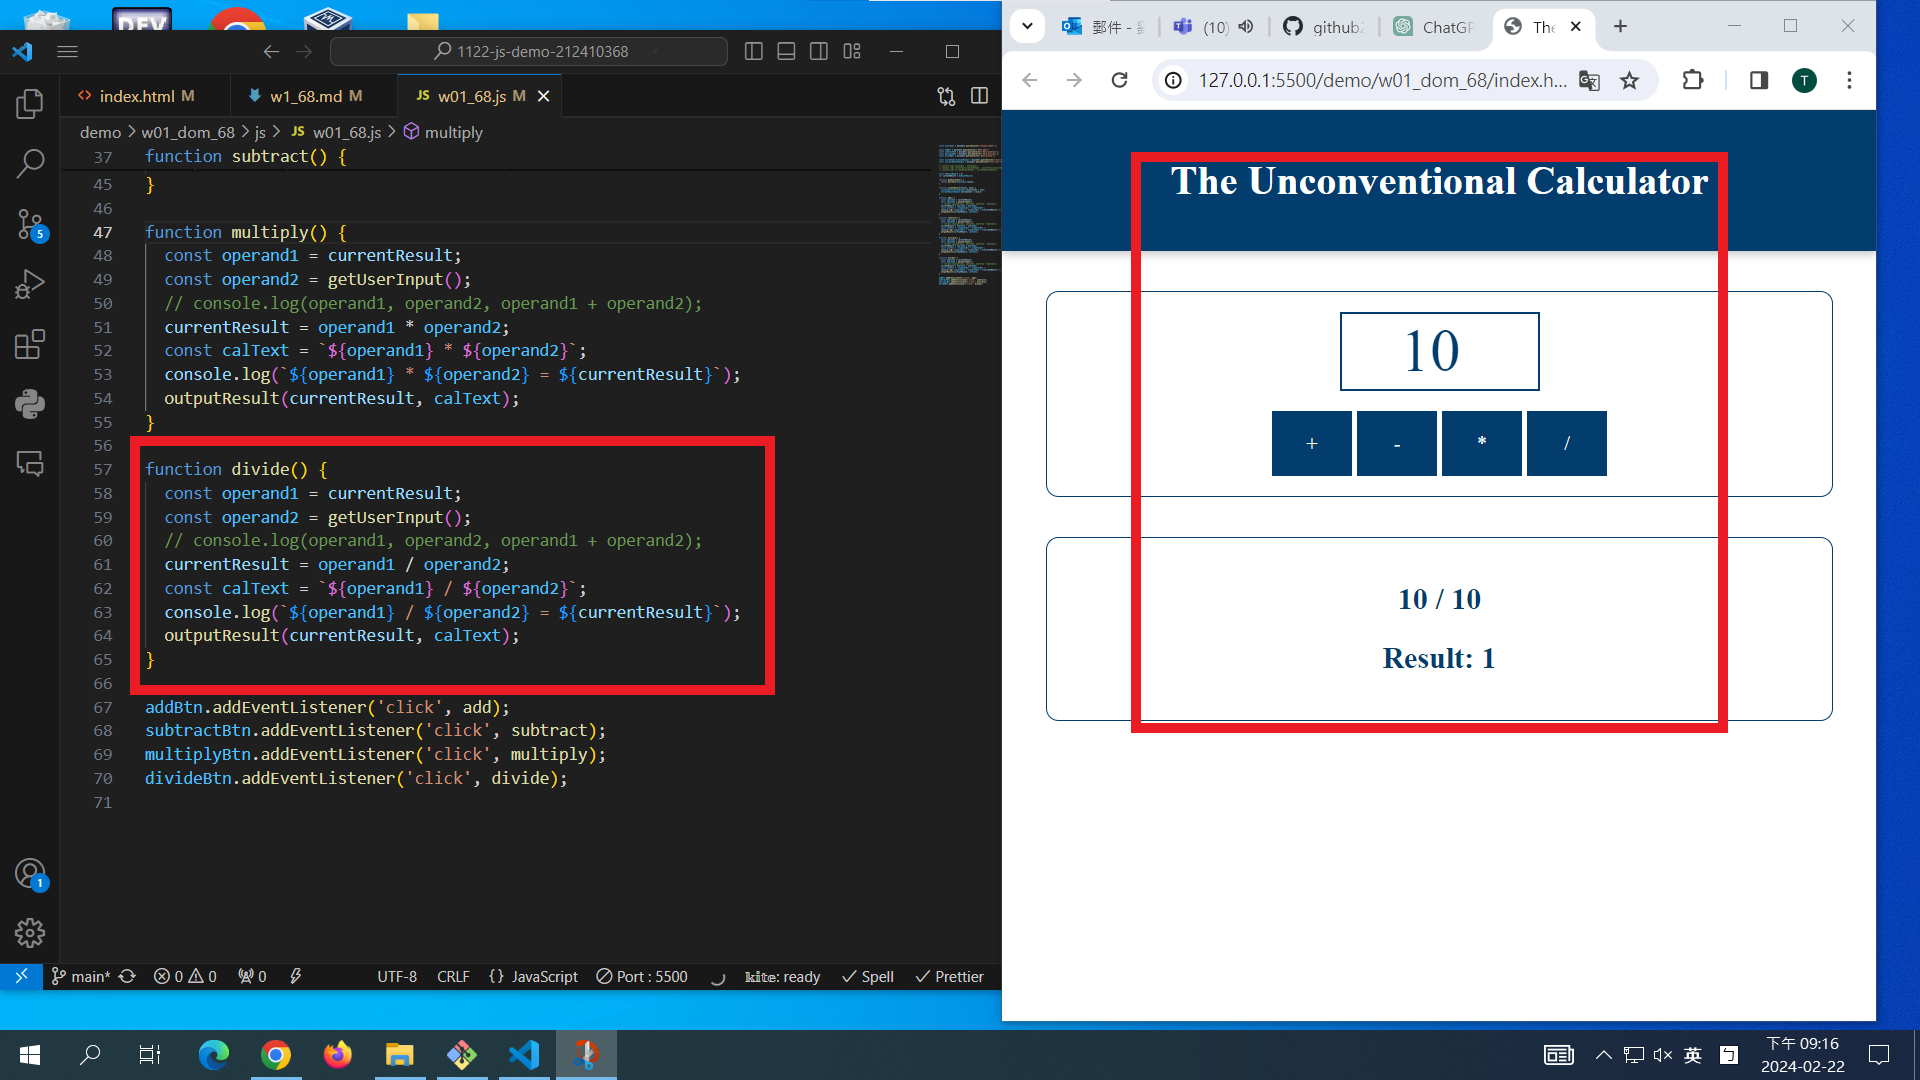 DEV
1122-js-demo-212410368
index.html M
w1_68.md M
JS w01_68.js M
demo > w01_dom_68 > js > JS w01_68.js > multiply
37 function subtract() {
45 }
46
47 function multiply() {
48 const operand1 = currentResult;
49 const operand2 = getUserInput();
50 // console.log(operand1, operand2, operand1 + operand2);
51 currentResult = operand1 * operand2;
52 const calText = `${operand1} * ${operand2}`;
53 console.log(`${operand1} * ${operand2} = ${currentResult}`);
54 outputResult(currentResult, calText);
55 }
56
57 function divide() {
58 const operand1 = currentResult;
59 const operand2 = getUserInput();
60 // console.log(operand1, operand2, operand1 + operand2);
61 currentResult = operand1 / operand2;
62 const calText = `${operand1} / ${operand2}`;
63 console.log(`${operand1} / ${operand2} = ${currentResult}`);
64 outputResult(currentResult, calText);
65 }
66
67 addBtn.addEventListener('click', add);
68 subtractBtn.addEventListener('click', subtract);
69 multiplyBtn.addEventListener('click', multiply);
70 divideBtn.addEventListener('click', divide);
71
5
1
main* 0 0 0 UTF-8 CRLF {} JavaScript Port : 5500 kite: ready Spell Prettier
郵件 -
(10)
github
ChatGP
The
127.0.0.1:5500/demo/w01_dom_68/index.h...
T
The Unconventional Calculator
10
+ - * /
10 / 10
Result: 1
英
下午 09:16
2024-02-22